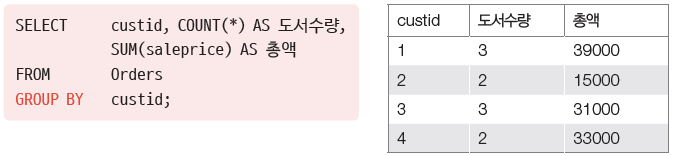 SELECT custid, COUNT(*) AS 도서수량,
SUM(saleprice) AS 총액
FROM Orders
GROUP BY custid;
custid 도서수량 총액
1 3 39000
2 2 15000
3 3 31000
4 2 33000